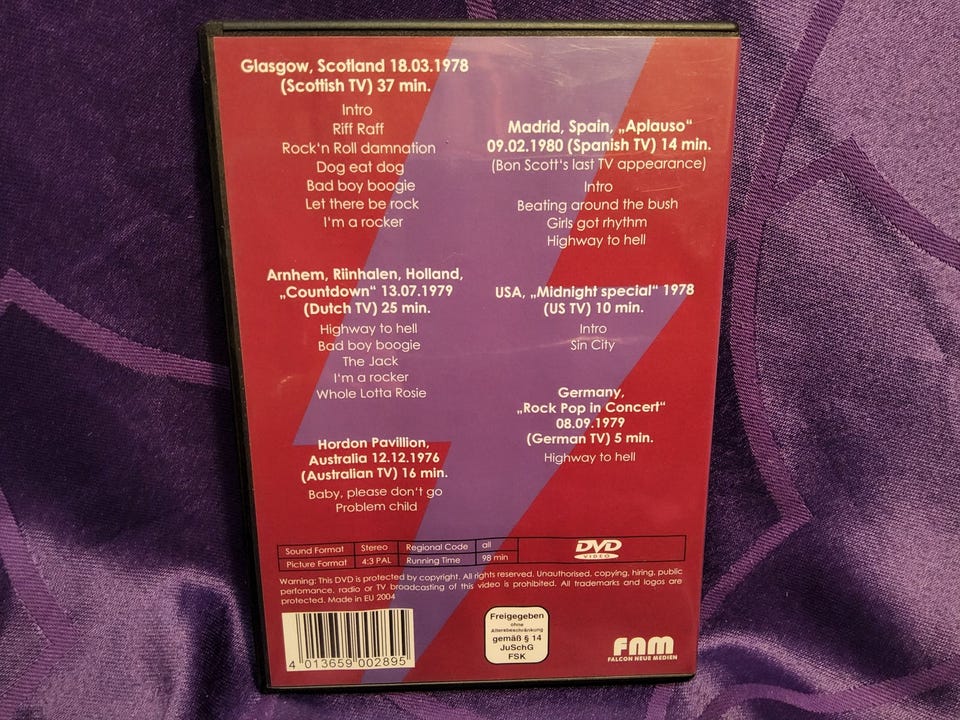 Glasgow, Scotland 18.03.1978
(Scottish TV) 37 min.
Intro
Riff Raff
Rock'n Roll damnation
Dog eat dog
Bad boy boogie
Let there be rock
I'm a rocker
Arnhem, Riinhalen, Holland,
„Countdown“ 13.07.1979
(Dutch TV) 25 min.
Highway to hell
Bad boy boogie
The Jack
I'm a rocker
Whole Lotta Rosie
Hordon Pavillion,
Australia 12.12.1976
(Australian TV) 16 min.
Baby, please don't go
Problem child
Madrid, Spain, „Aplauso“
09.02.1980 (Spanish TV) 14 min.
(Bon Scott's last TV appearance)
Intro
Beating around the bush
Girls got rhythm
Highway to hell
USA, „Midnight special“ 1978
(US TV) 10 min.
Intro
Sin City
Germany,
„Rock Pop in Concert“
08.09.1979
(German TV) 5 min.
Highway to hell
Sound Format Stereo Regional Code all
Picture Format 4:3 PAL Running Time 98 min
DVD
VIDEO
Warning: This DVD is protected by copyright. All rights reserved. Unauthorised, copying, hiring, public
perfomance. radio or TV broadcasting of this video is prohibited. All trademarks and logos are
protected. Made in EU 2004
4 013659 002895
Freigegeben
ohne
Altersbeschränkung
gemäß § 14
JuSchG
FSK
FNM
FALCON NEUE MEDIEN